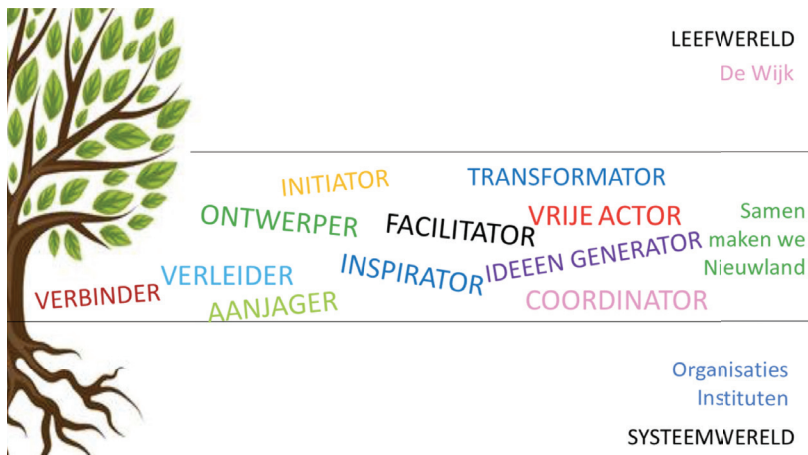 LEEFWERELD
De Wijk
INITIATOR
TRANSFORMATOR
ONTWERPER
FACILITATOR
VRIJE ACTOR
Samen
maken we
Nieuwland
VERBINDER
VERLEIDER
INSPIRATOR
IDEEEN GENERATOR
AANJAGER
COORDINATOR
Organisaties
Instituten
SYSTEEMWERELD